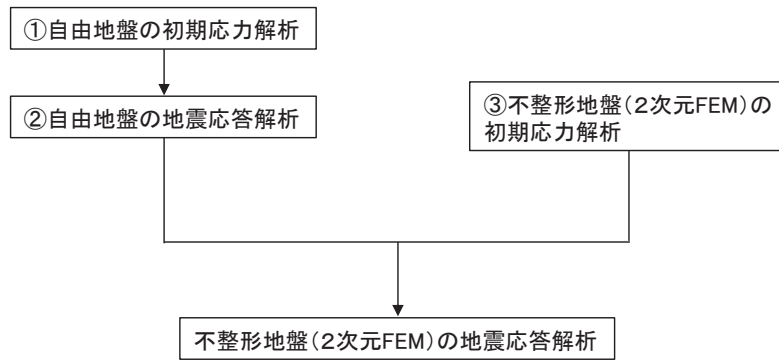 ①自由地盤の初期応力解析
②自由地盤の地震応答解析
③不整形地盤(2次元FEM)の
初期応力解析
不整形地盤(2次元FEM)の地震応答解析